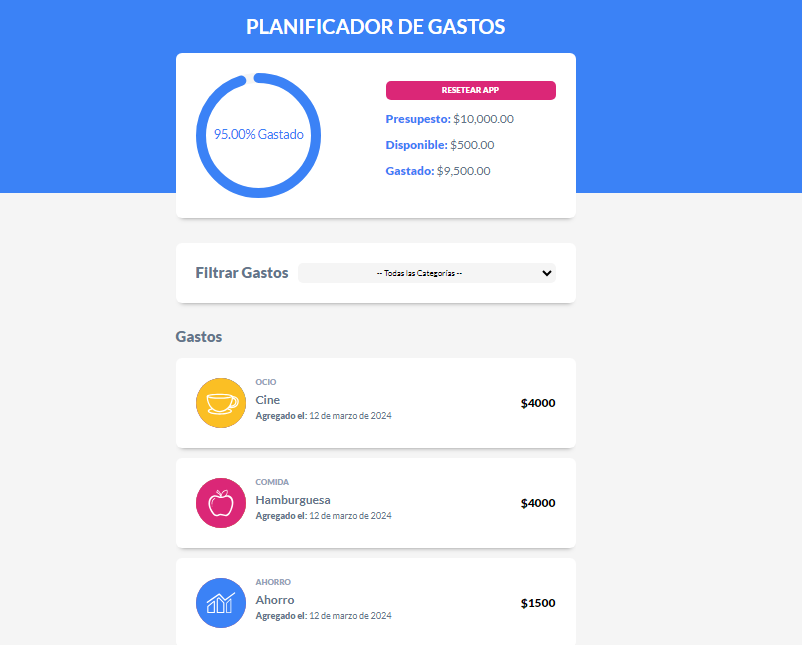 PLANIFICADOR DE GASTOS
95.00% Gastado
RESETEAR APP
Presupesto: $10,000.00
Disponible: $500.00
Gastado: $9,500.00
Filtrar Gastos
-- Todas las Categorías --
Gastos
OCIO
Cine
Agregado el: 12 de marzo de 2024
$4000
COMIDA
Hamburguesa
Agregado el: 12 de marzo de 2024
$4000
AHORRO
Ahorro
Agregado el: 12 de marzo de 2024
$1500